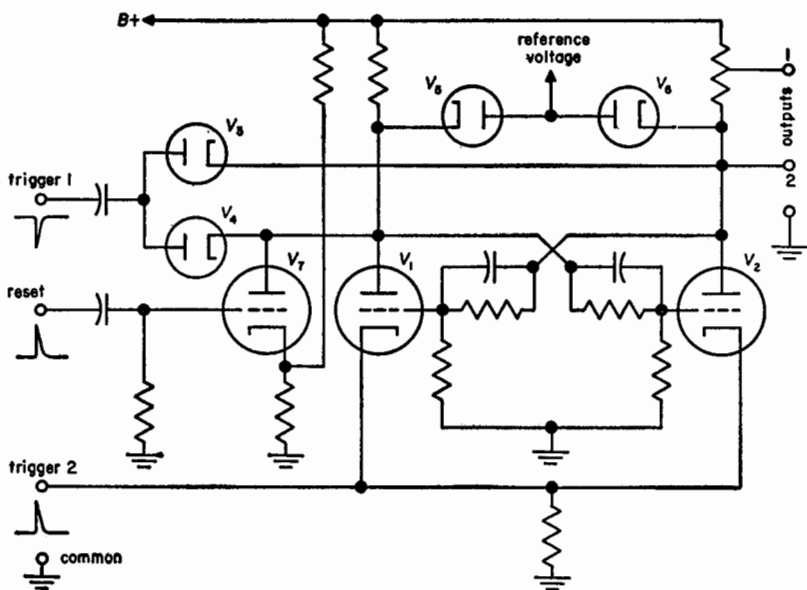 B+
reference
voltage
1
outputs
2
V5
V6
V3
V4
trigger 1
V7
V1
V2
reset
trigger 2
common